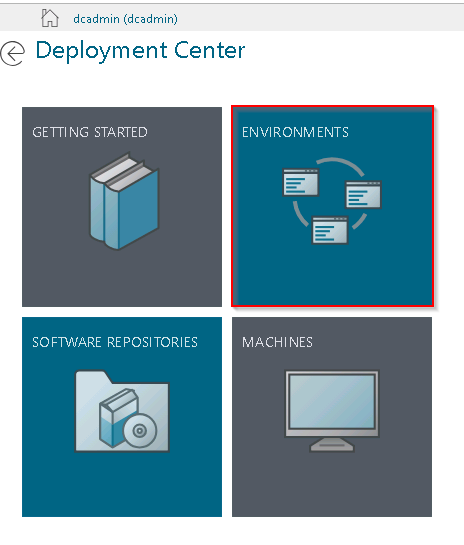 dcadmin (dcadmin)
Deployment Center
GETTING STARTED
ENVIRONMENTS
SOFTWARE REPOSITORIES
MACHINES